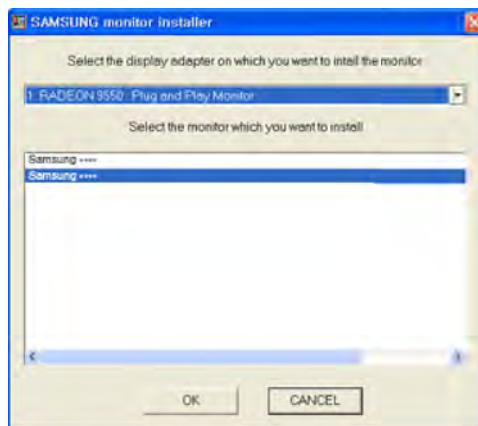 SAMSUNG monitor installer
Select the display adapter on which you want to intall the monitor
1. RADEON 9550 : Plug and Play Monitor
Select the monitor which you want to install
Samsung ****
Samsung ****
OK
CANCEL